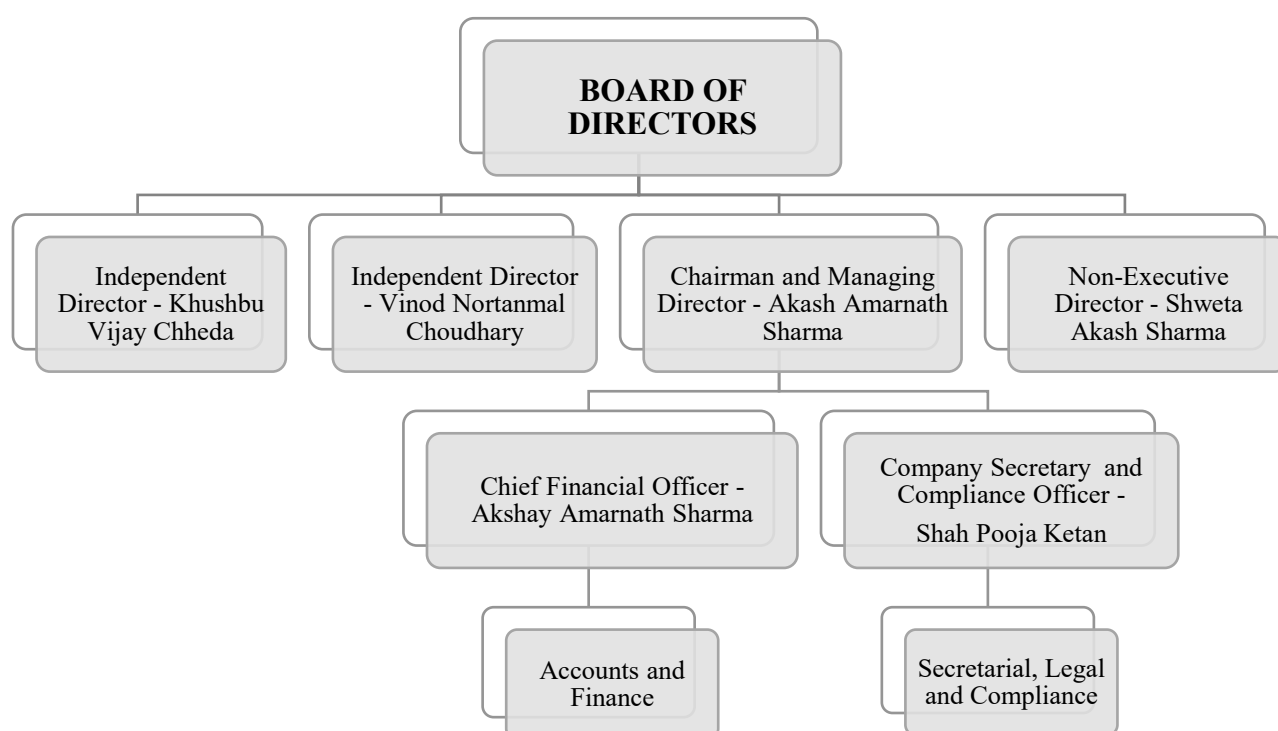 BOARD OF
DIRECTORS
Independent
Director - Khushbu
Vijay Chheda
Independent Director
- Vinod Nortanmal
Choudhary
Chairman and Managing
Director - Akash Amarnath
Sharma
Non-Executive
Director - Shweta
Akash Sharma
Chief Financial Officer -
Akshay Amarnath Sharma
Company Secretary and
Compliance Officer -
Shah Pooja Ketan
Accounts and
Finance
Secretarial, Legal
and Compliance